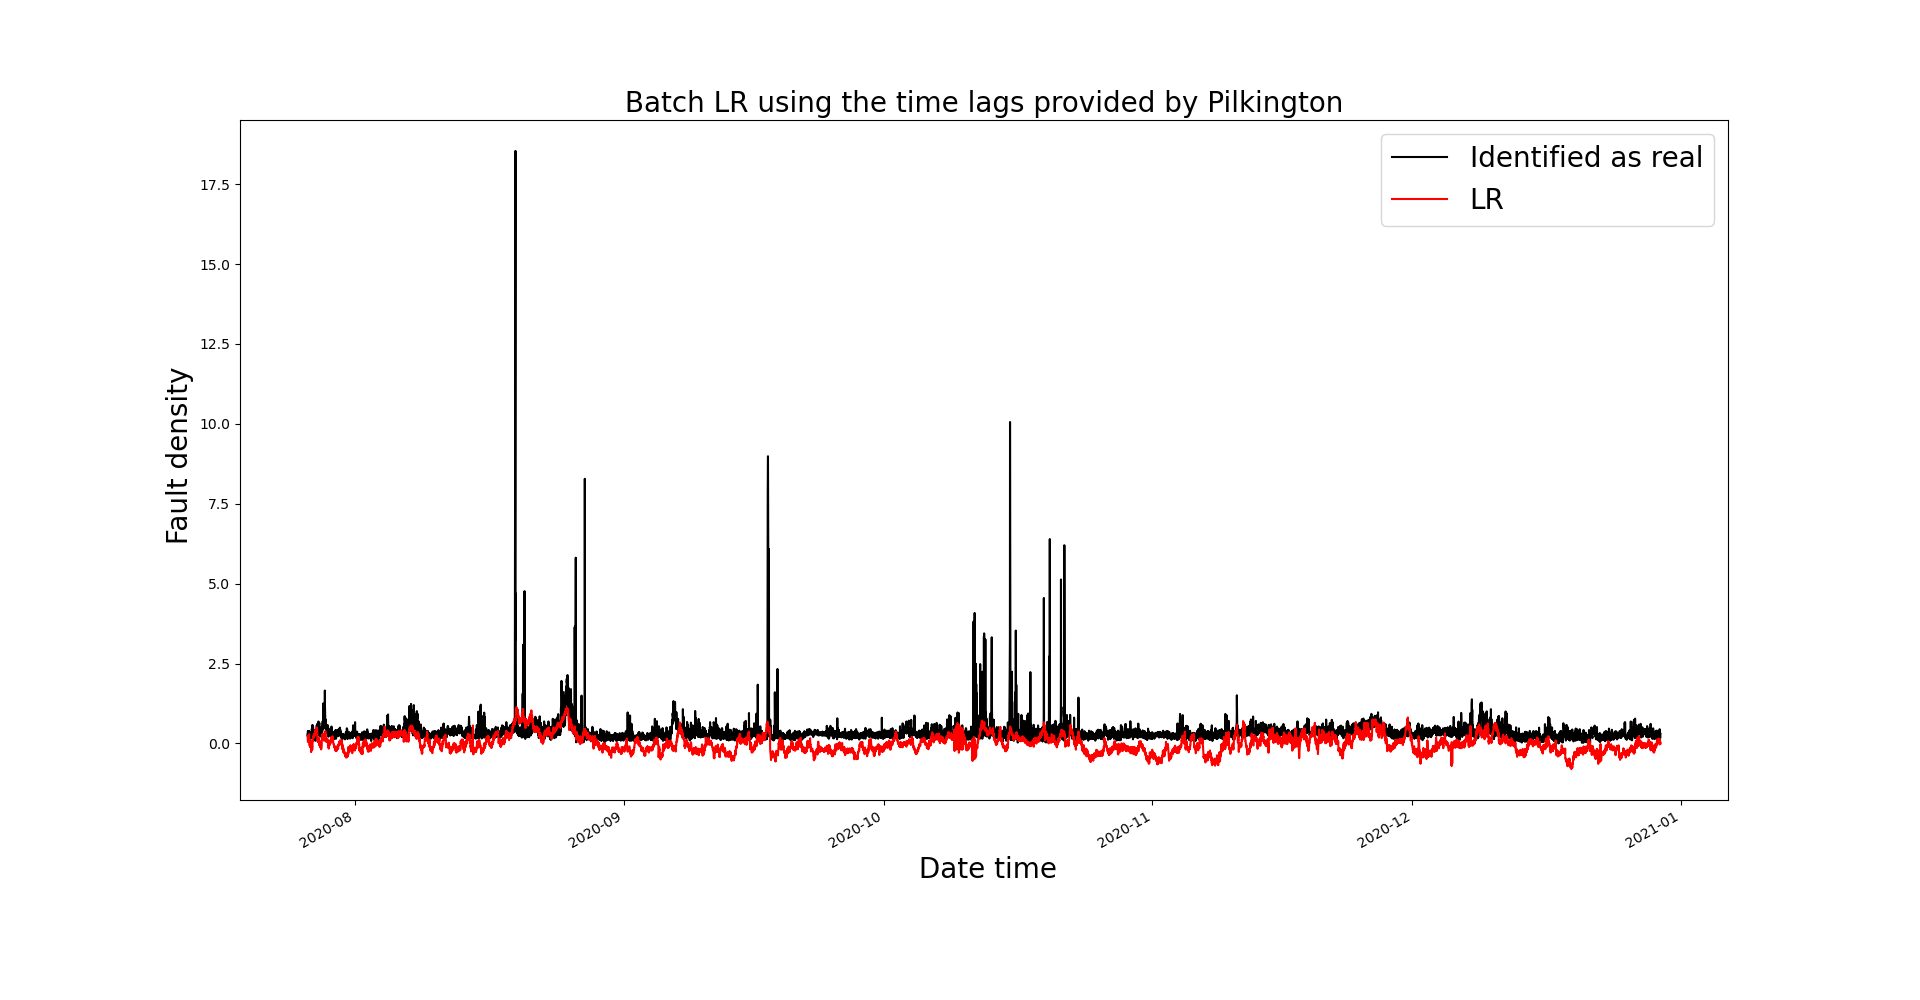 Batch LR using the time lags provided by Pilkington
Identified as real
LR
Fault density
17.5
15.0
12.5
10.0
7.5
5.0
2.5
0.0
2020-08
2020-09
2020-10
2020-11
2020-12
2021-01
Date time